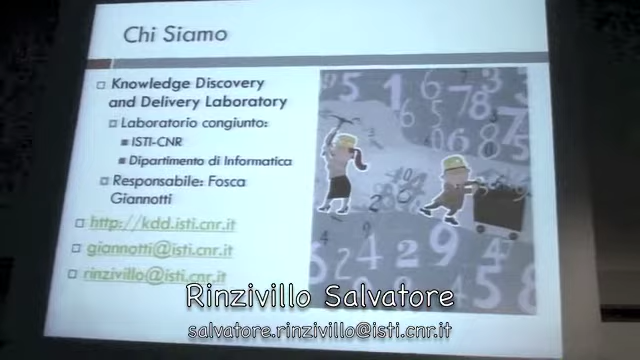 Chi Siamo
Knowledge Discovery
and Delivery Laboratory
Laboratorio congiunto:
ISTI-CNR
Dipartimento di Informatica
Responsabile: Fosca
Giannotti
http://kdd.isti.cnr.it
giannotti@isti.cnr.it
rinzivillo@isti.cnr.it
Rinzivillo Salvatore
salvatore.rinzivillo@isti.cnr.it